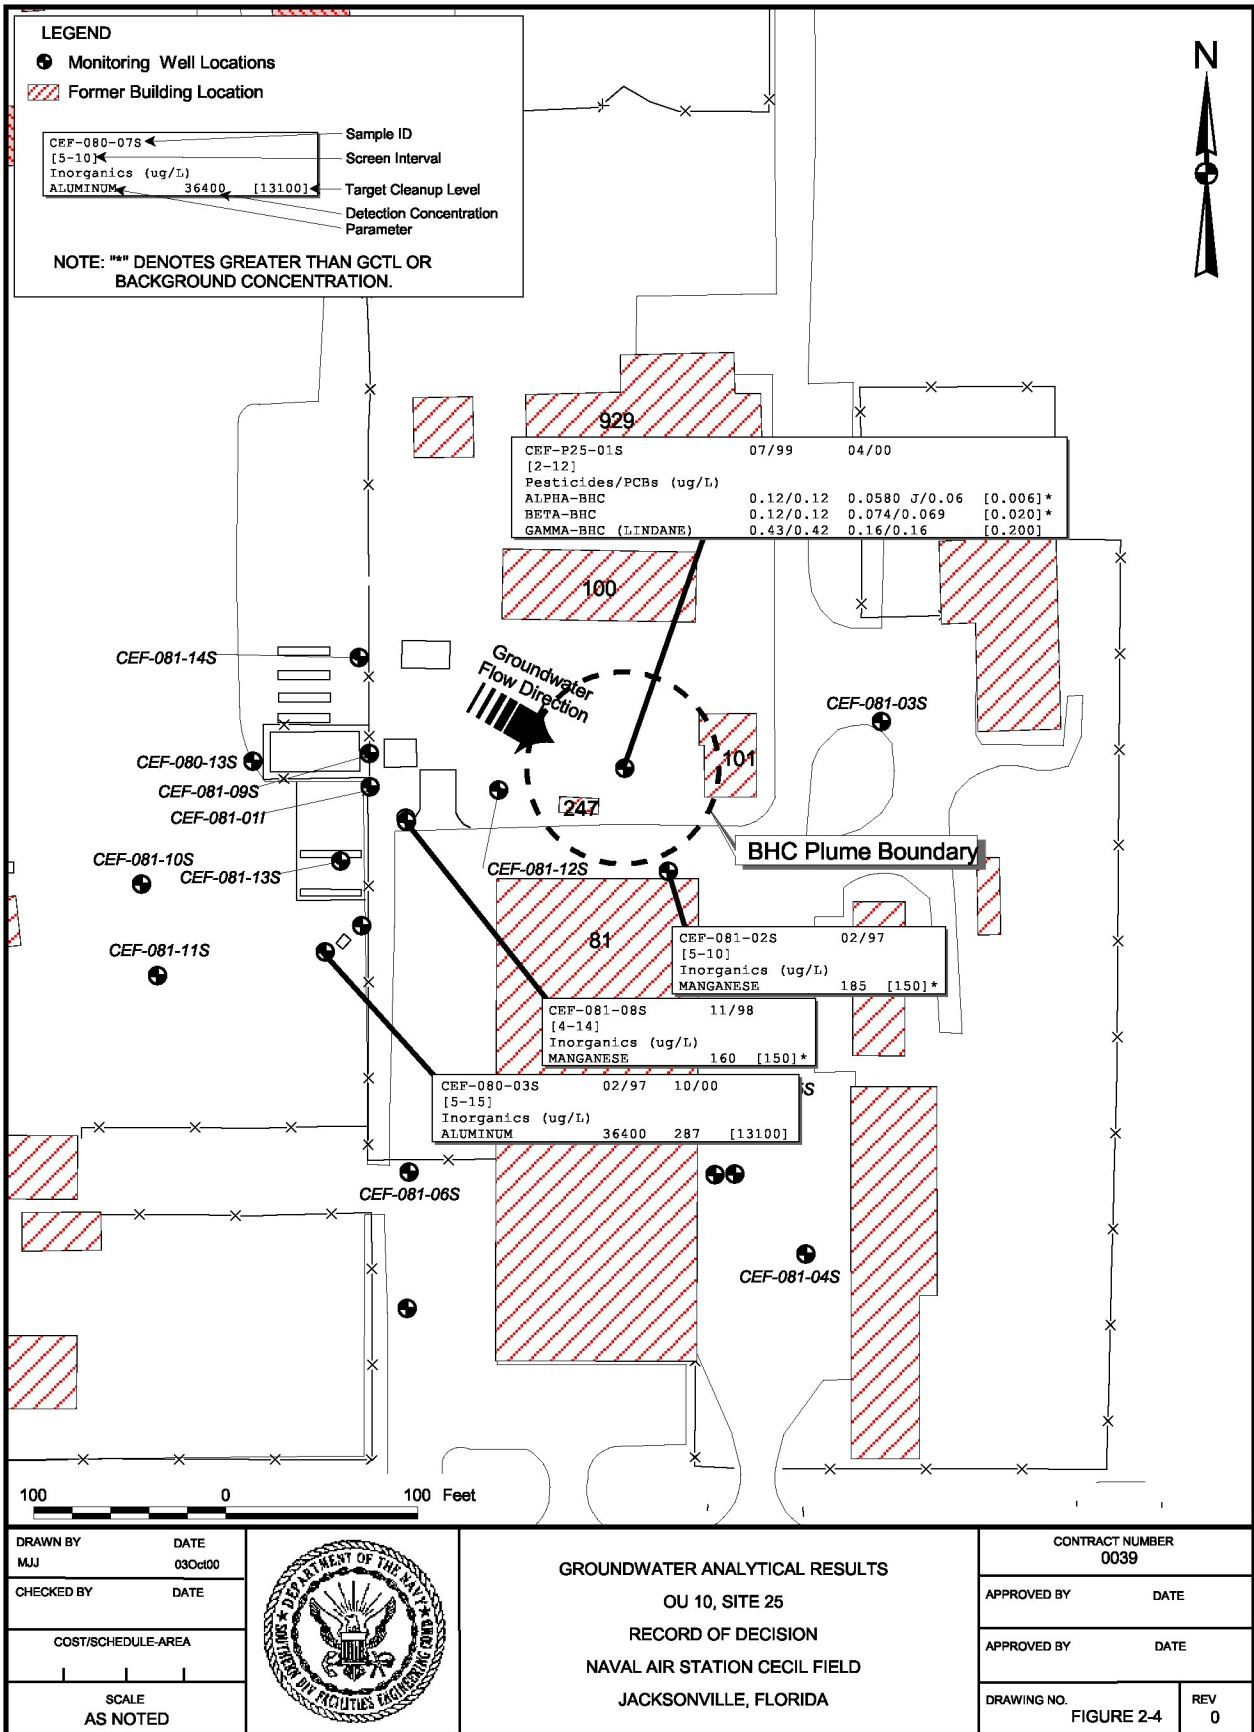 LEGEND
Monitoring Well Locations
Former Building Location
CEF-080-07S
[5-10]
Inorganics (ug/L)
ALUMINUM 36400 [13100]
Sample ID
Screen Interval
Target Cleanup Level
Detection Concentration
Parameter
NOTE: "*" DENOTES GREATER THAN GCTL OR
BACKGROUND CONCENTRATION.
N
929
CEF-P25-01S 07/99 04/00
[2-12]
Pesticides/PCBs (ug/L)
ALPHA-BHC 0.12/0.12 0.0580 J/0.06 [0.006]*
BETA-BHC 0.12/0.12 0.074/0.069 [0.020]*
GAMMA-BHC (LINDANE) 0.43/0.42 0.16/0.16 [0.200]
100
CEF-081-14S
Groundwater
Flow Direction
CEF-081-03S
CEF-080-13S
101
CEF-081-09S
247
CEF-081-01I
BHC Plume Boundary
CEF-081-10S
CEF-081-13S
CEF-081-12S
81
CEF-081-02S 02/97
[5-10]
Inorganics (ug/L)
MANGANESE 185 [150]*
CEF-081-11S
CEF-081-08S 11/98
[4-14]
Inorganics (ug/L)
MANGANESE 160 [150]*
CEF-080-03S 02/97 10/00
[5-15]
Inorganics (ug/L)
ALUMINUM 36400 287 [13100]
CEF-081-06S
CEF-081-04S
100 0 100 Feet
DRAWN BY DATE
MJJ 03Oct00
CHECKED BY DATE
COST/SCHEDULE-AREA
SCALE
AS NOTED
DEPARTMENT OF THE NAVY
SOUTHERN DIV FACILITIES ENGINEERING CMD
GROUNDWATER ANALYTICAL RESULTS
OU 10, SITE 25
RECORD OF DECISION
NAVAL AIR STATION CECIL FIELD
JACKSONVILLE, FLORIDA
CONTRACT NUMBER
0039
APPROVED BY DATE
APPROVED BY DATE
DRAWING NO.
FIGURE 2-4
REV
0